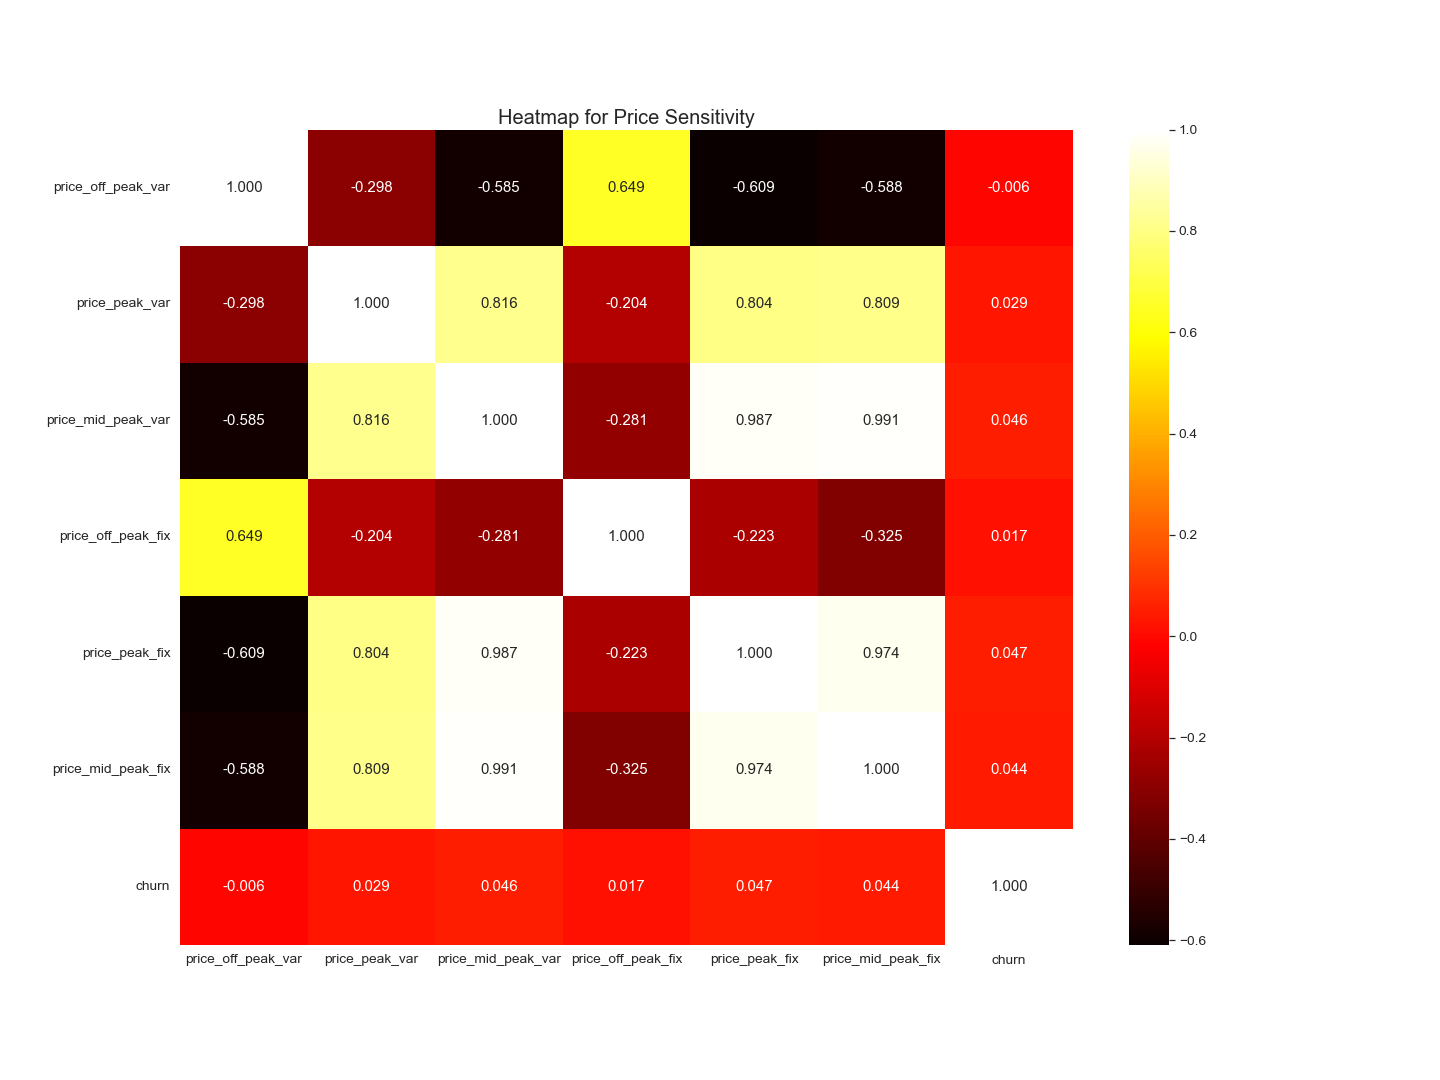 Heatmap for Price Sensitivity
price_off_peak_var 1.000 -0.298 -0.585 0.649 -0.609 -0.588 -0.006
price_peak_var -0.298 1.000 0.816 -0.204 0.804 0.809 0.029
price_mid_peak_var -0.585 0.816 1.000 -0.281 0.987 0.991 0.046
price_off_peak_fix 0.649 -0.204 -0.281 1.000 -0.223 -0.325 0.017
price_peak_fix -0.609 0.804 0.987 -0.223 1.000 0.974 0.047
price_mid_peak_fix -0.588 0.809 0.991 -0.325 0.974 1.000 0.044
churn -0.006 0.029 0.046 0.017 0.047 0.044 1.000
price_off_peak_var price_peak_var price_mid_peak_var price_off_peak_fix price_peak_fix price_mid_peak_fix churn
1.0
0.8
0.6
0.4
0.2
0.0
−0.2
−0.4
−0.6